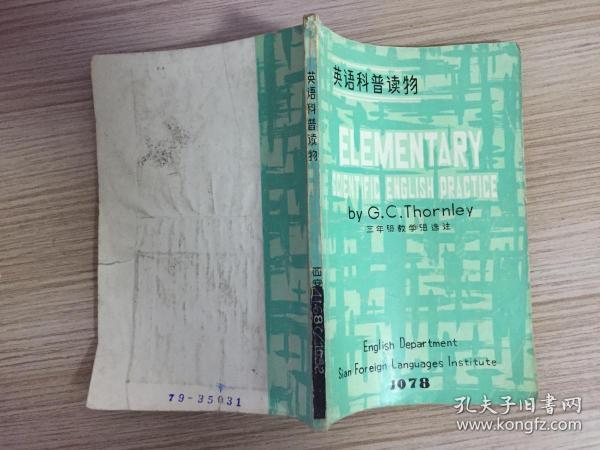 英语科普读物
ELEMENTARY
SCIENTIFIC ENGLISH PRACTICE
by G.C.Thornley
三年级教学组选注
English Department
Sian Foreign Languages Institute
1078
英语科普读物
79-35031
孔夫子旧书网
www.kongfz.com